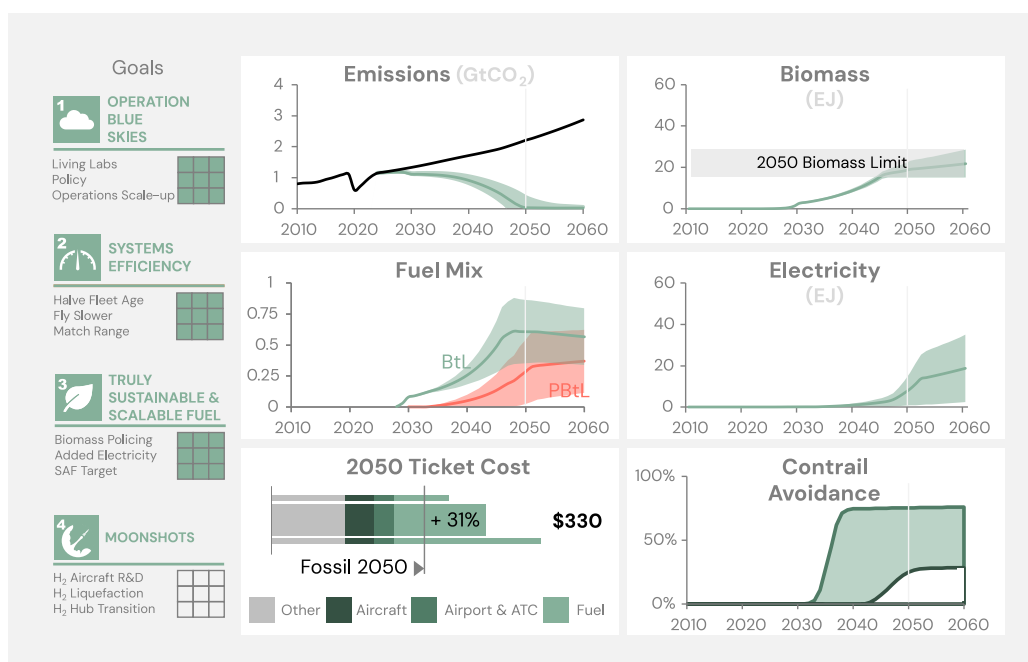 Goals
1
OPERATION
BLUE
SKIES
Living Labs
Policy
Operations Scale-up
2
SYSTEMS
EFFICIENCY
Halve Fleet Age
Fly Slower
Match Range
3
TRULY
SUSTAINABLE &
SCALABLE FUEL
Biomass Policing
Added Electricity
SAF Target
4
MOONSHOTS
H₂ Aircraft R&D
H₂ Liquefaction
H₂ Hub Transition
Emissions (GtCO₂)
4
3
2
1
0
2010 2020 2030 2040 2050 2060
Biomass
(EJ)
60
40
20
0
2050 Biomass Limit
2010 2020 2030 2040 2050 2060
Fuel Mix
1
0.75
0.5
0.25
0
BtL
PBtL
2010 2020 2030 2040 2050 2060
Electricity
(EJ)
60
40
20
0
2010 2020 2030 2040 2050 2060
2050 Ticket Cost
+ 31%
$330
Fossil 2050
Other Aircraft Airport & ATC Fuel
Contrail
Avoidance
100%
50%
0%
2010 2020 2030 2040 2050 2060